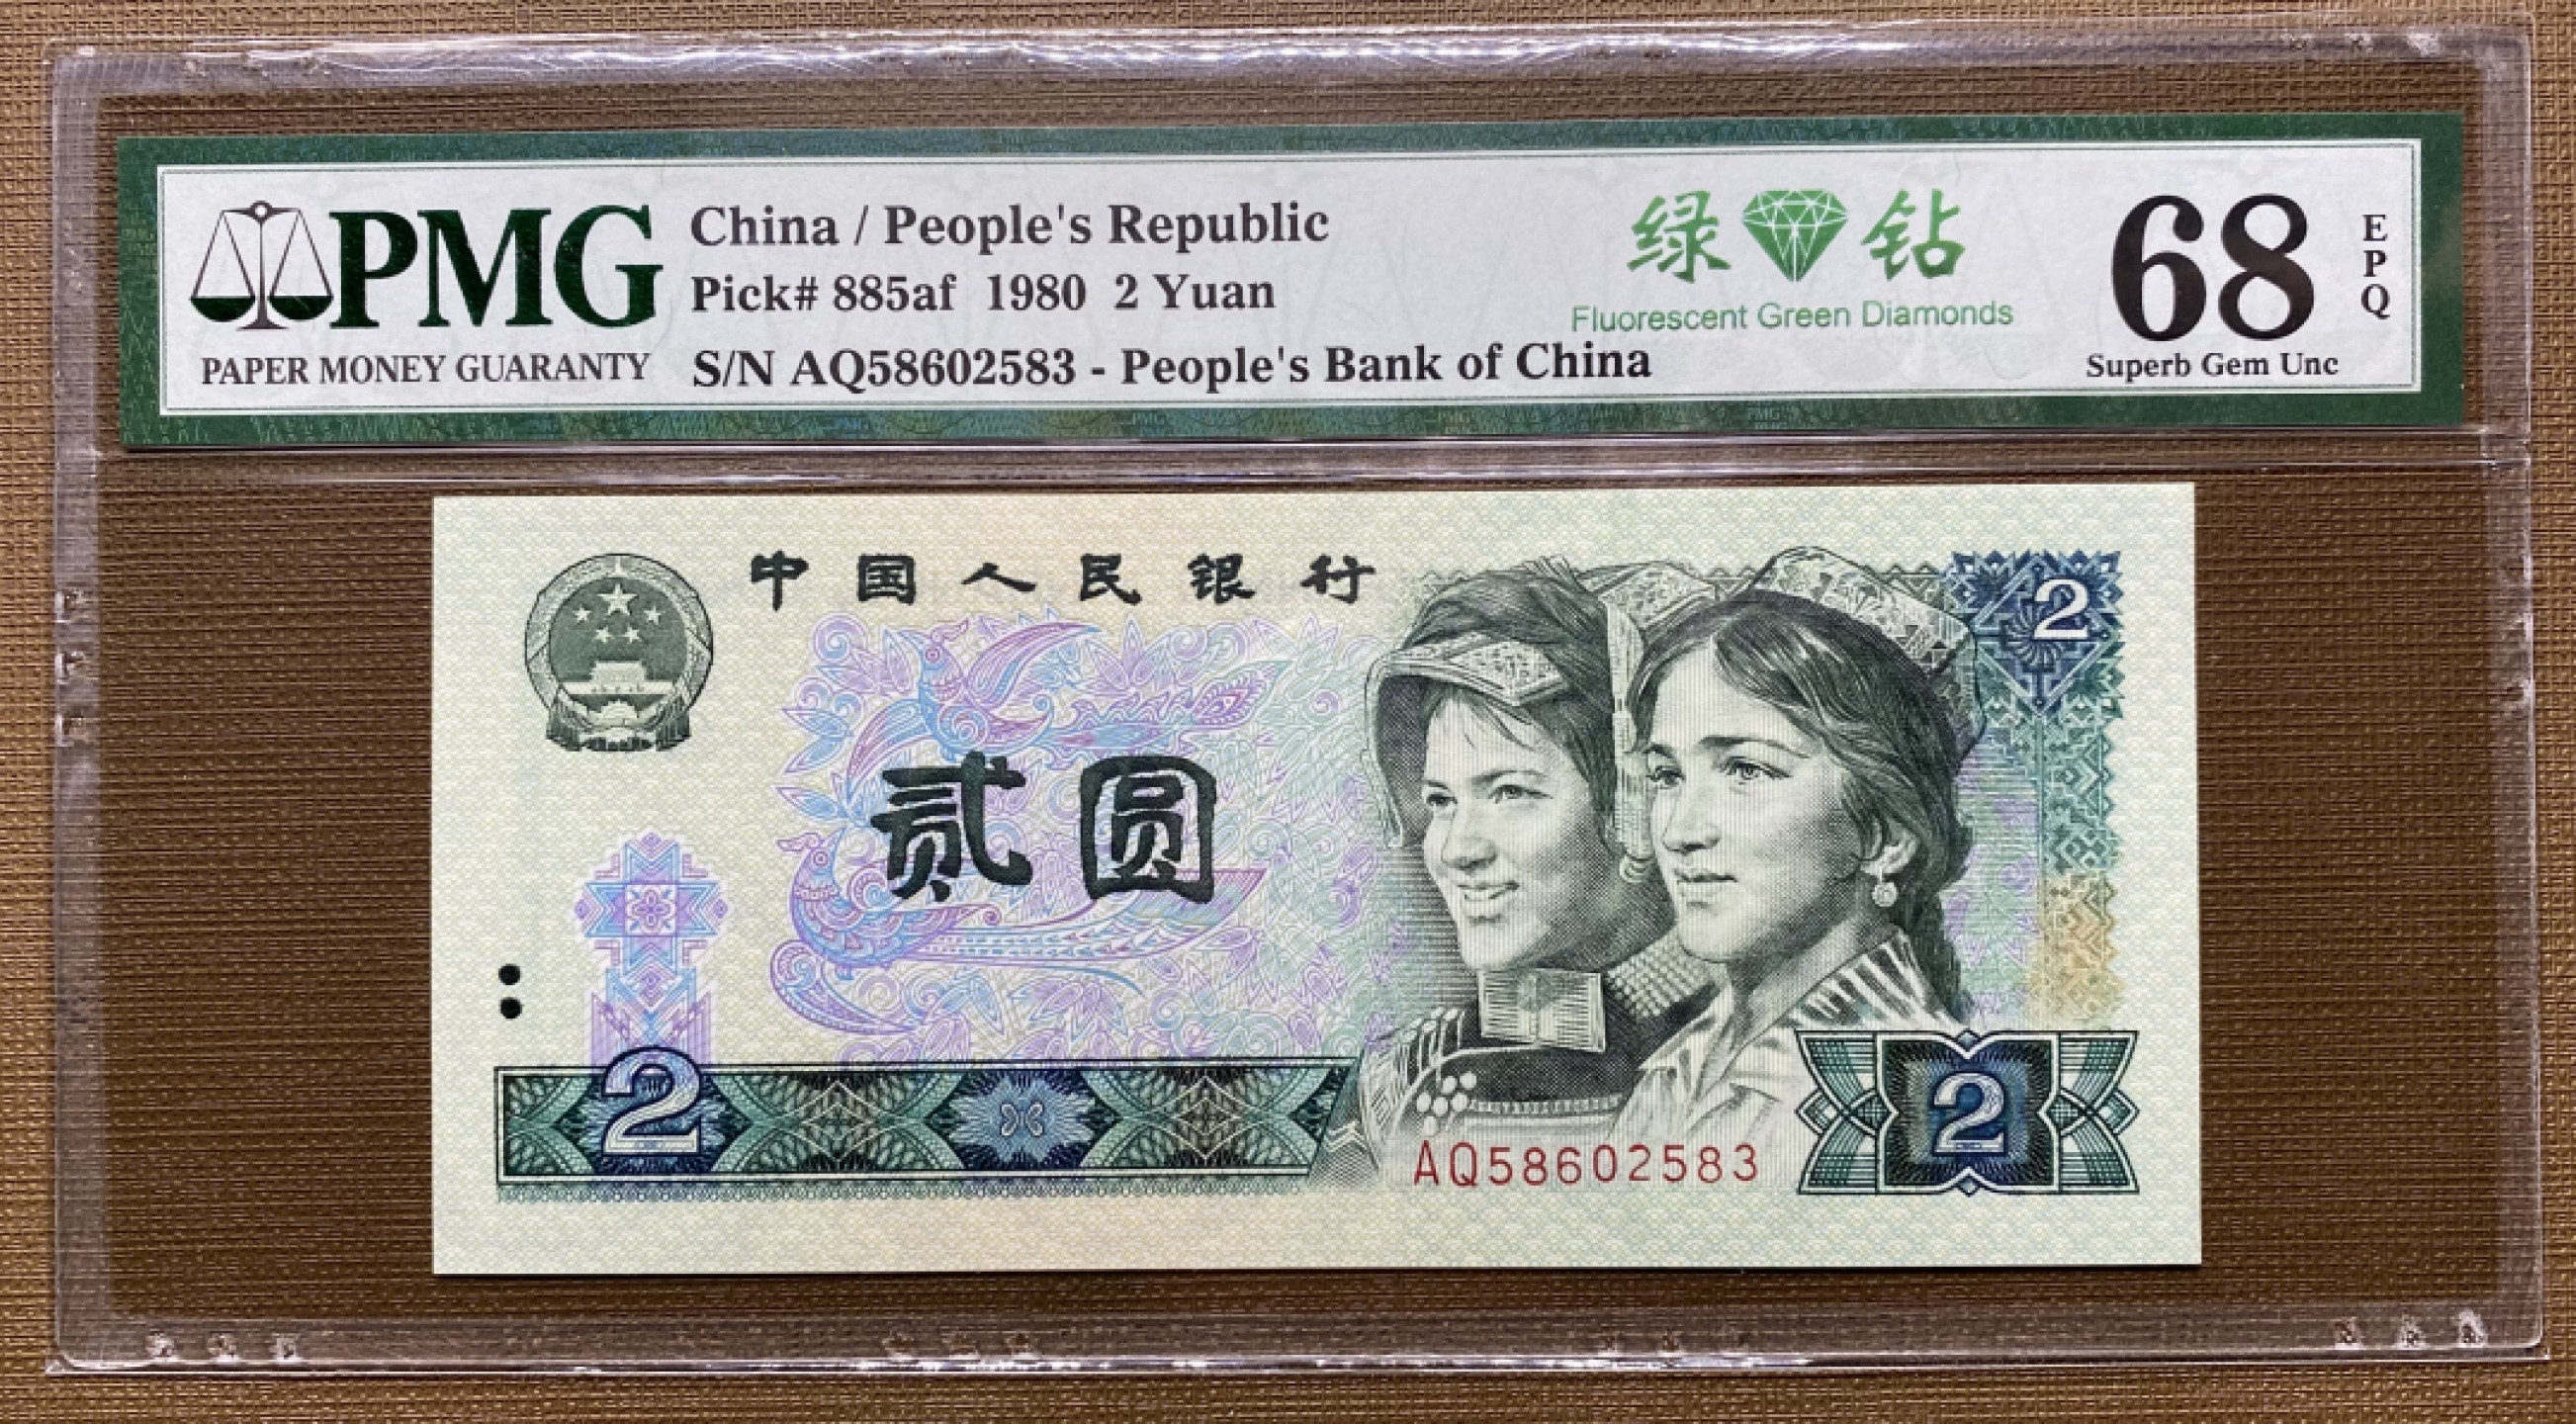 PMG
PAPER MONEY GUARANTY
China / People's Republic
Pick# 885af 1980 2 Yuan
S/N AQ58602583 - People's Bank of China
绿钻
Fluorescent Green Diamonds
68
EPQ
Superb Gem Unc
中国人民银行
2
贰圆
2
2
AQ58602583